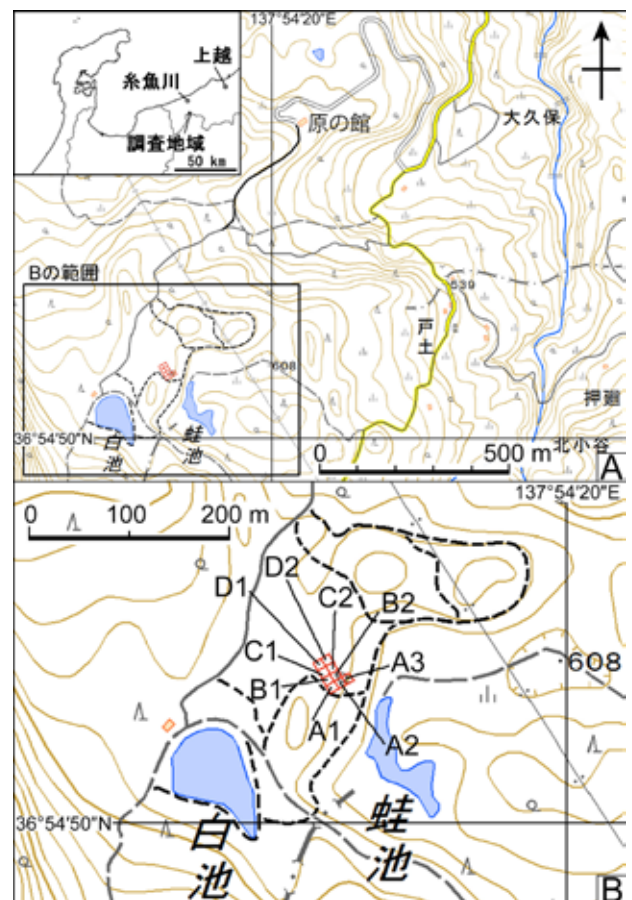 137°54′20″E
上越
糸魚川
調査地域
50 km
原の館
大久保
Bの範囲
539
戸土
608
押廻
36°54′50″N
白池
蛙池
北小谷
0 500 m
A
137°54′20″E
0 100 200 m
D2
D1
C2
B2
C1
A3
608
B1
A1
A2
36°54′50″N
白池
蛙池
B